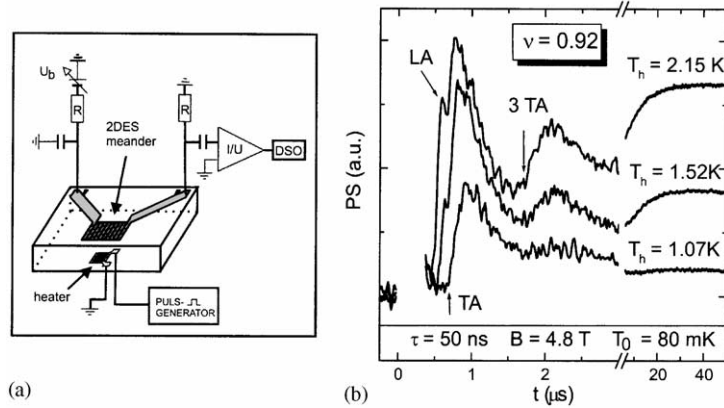 U_b
R
R
2DES
meander
I/U
DSO
heater
PULS-
GENERATOR
(a)
ν = 0.92
LA
3 TA
T_h = 2.15 K
T_h = 1.52K
T_h = 1.07K
TA
PS (a.u.)
τ = 50 ns B = 4.8 T T_0 = 80 mK
0 1 2 20 40
t (μs)
(b)